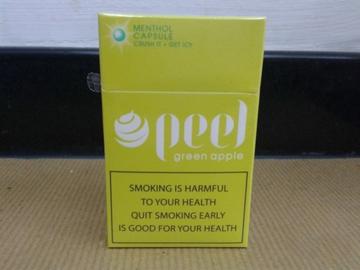 MENTHOL
CAPSULE
CRUSH IT + GET ICY
peel
green apple
SMOKING IS HARMFUL
TO YOUR HEALTH
QUIT SMOKING EARLY
IS GOOD FOR YOUR HEALTH